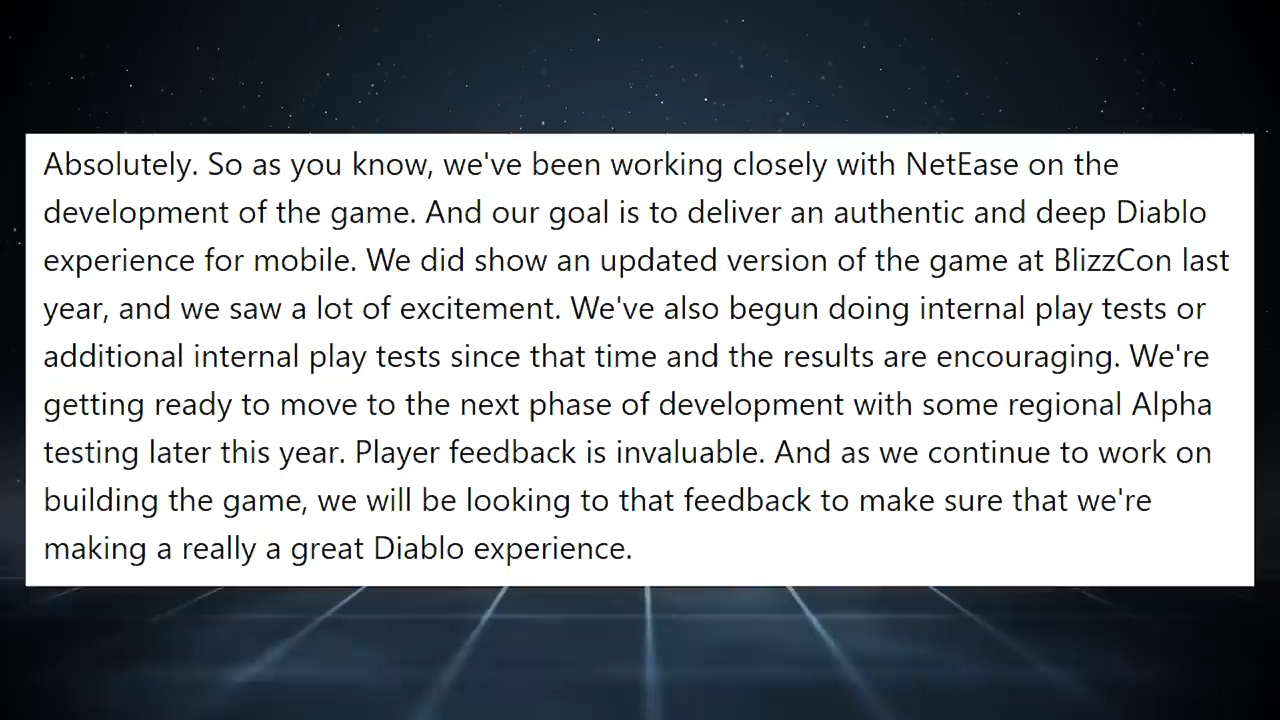 Absolutely. So as you know, we've been working closely with NetEase on the
development of the game. And our goal is to deliver an authentic and deep Diablo
experience for mobile. We did show an updated version of the game at BlizzCon last
year, and we saw a lot of excitement. We've also begun doing internal play tests or
additional internal play tests since that time and the results are encouraging. We're
getting ready to move to the next phase of development with some regional Alpha
testing later this year. Player feedback is invaluable. And as we continue to work on
building the game, we will be looking to that feedback to make sure that we're
making a really a great Diablo experience.